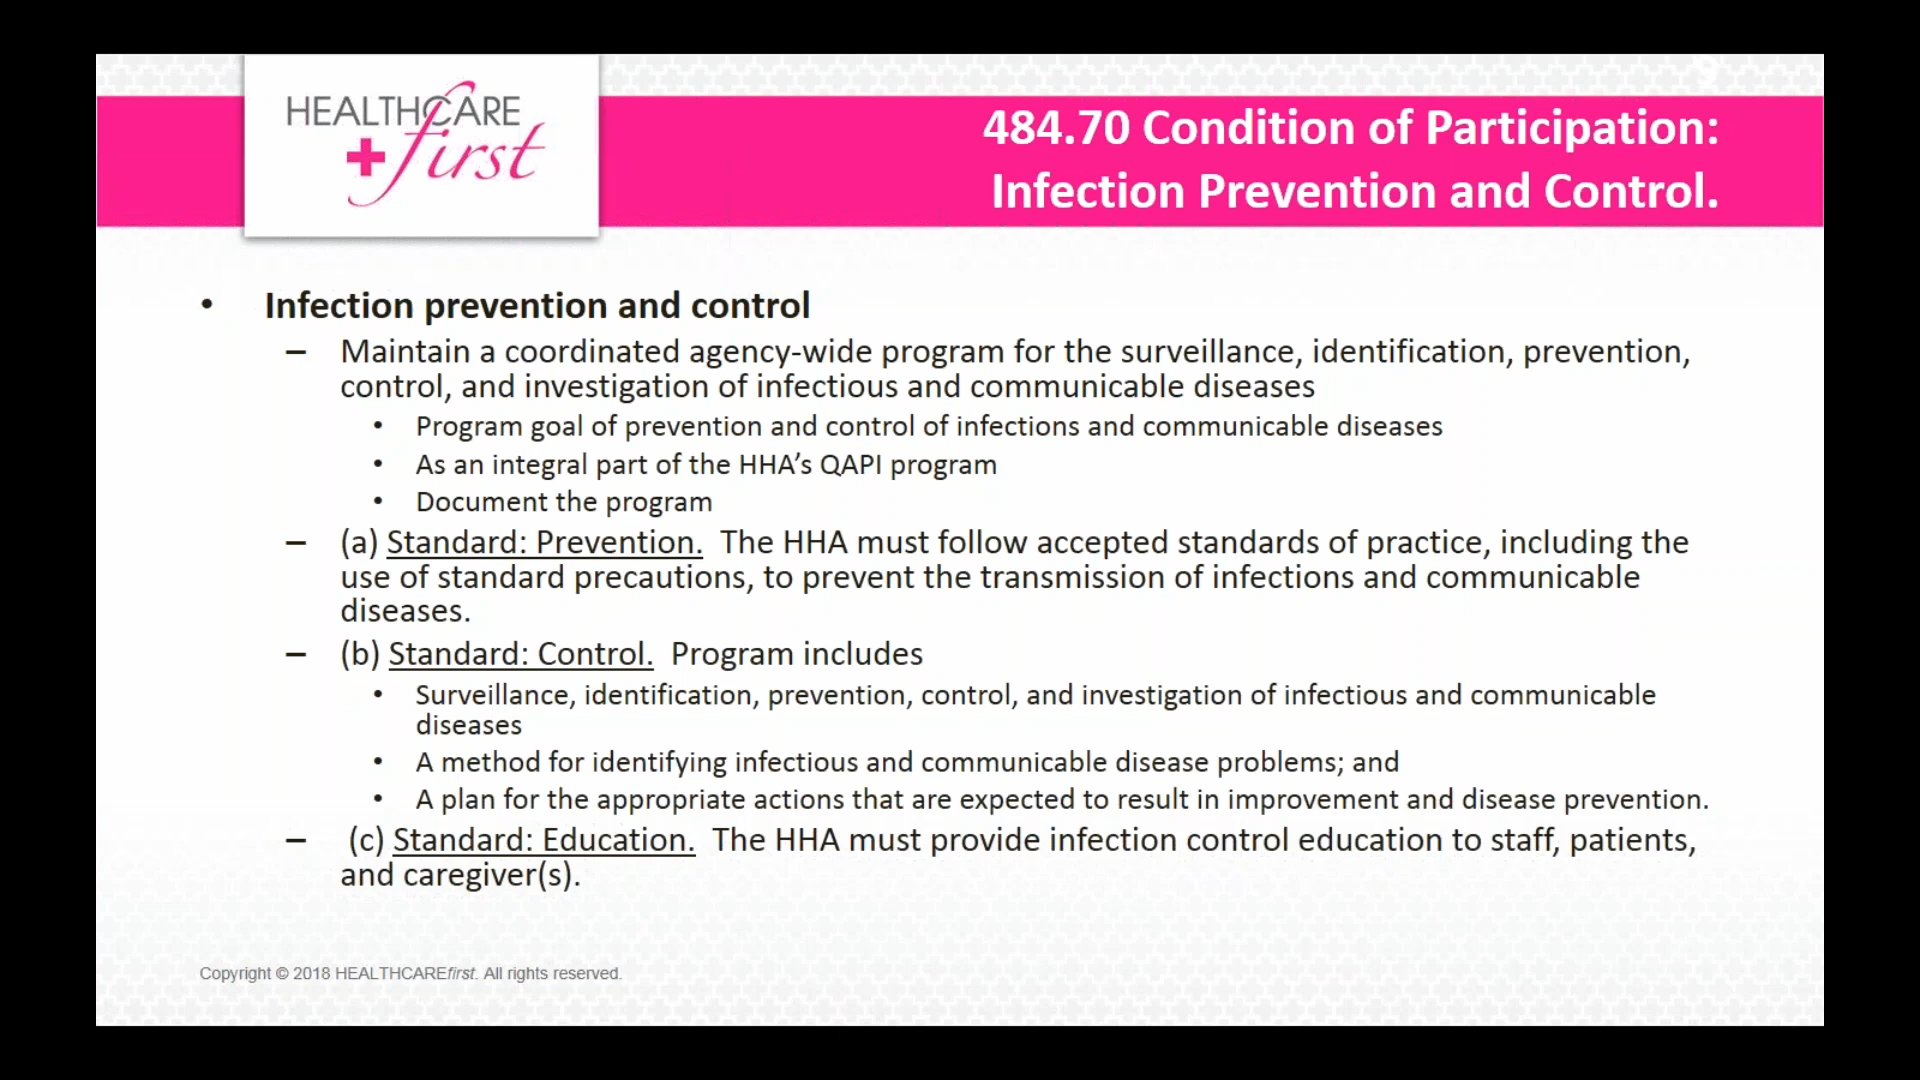 HEALTHCARE
first
484.70 Condition of Participation:
Infection Prevention and Control.
• Infection prevention and control
– Maintain a coordinated agency-wide program for the surveillance, identification, prevention,
control, and investigation of infectious and communicable diseases
• Program goal of prevention and control of infections and communicable diseases
• As an integral part of the HHA’s QAPI program
• Document the program
– (a) Standard: Prevention. The HHA must follow accepted standards of practice, including the
use of standard precautions, to prevent the transmission of infections and communicable
diseases.
– (b) Standard: Control. Program includes
• Surveillance, identification, prevention, control, and investigation of infectious and communicable
diseases
• A method for identifying infectious and communicable disease problems; and
• A plan for the appropriate actions that are expected to result in improvement and disease prevention.
– (c) Standard: Education. The HHA must provide infection control education to staff, patients,
and caregiver(s).
Copyright © 2018 HEALTHCAREfirst. All rights reserved.